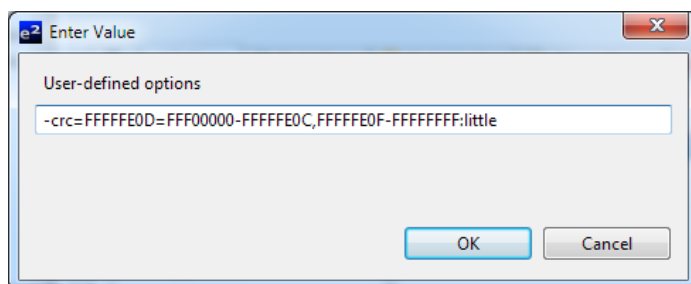 e² Enter Value
User-defined options
-crc=FFFFFE0D=FFF00000-FFFFFE0C,FFFFFE0F-FFFFFFFF:little
OK Cancel